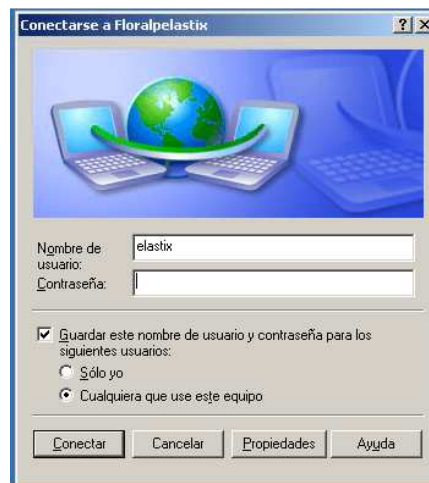 Conectarse a Floralpelastix
Nombre de
usuario:
elastix
Contraseña:
Guardar este nombre de usuario y contraseña para los
siguientes usuarios:
Sólo yo
Cualquiera que use este equipo
Conectar
Cancelar
Propiedades
Ayuda